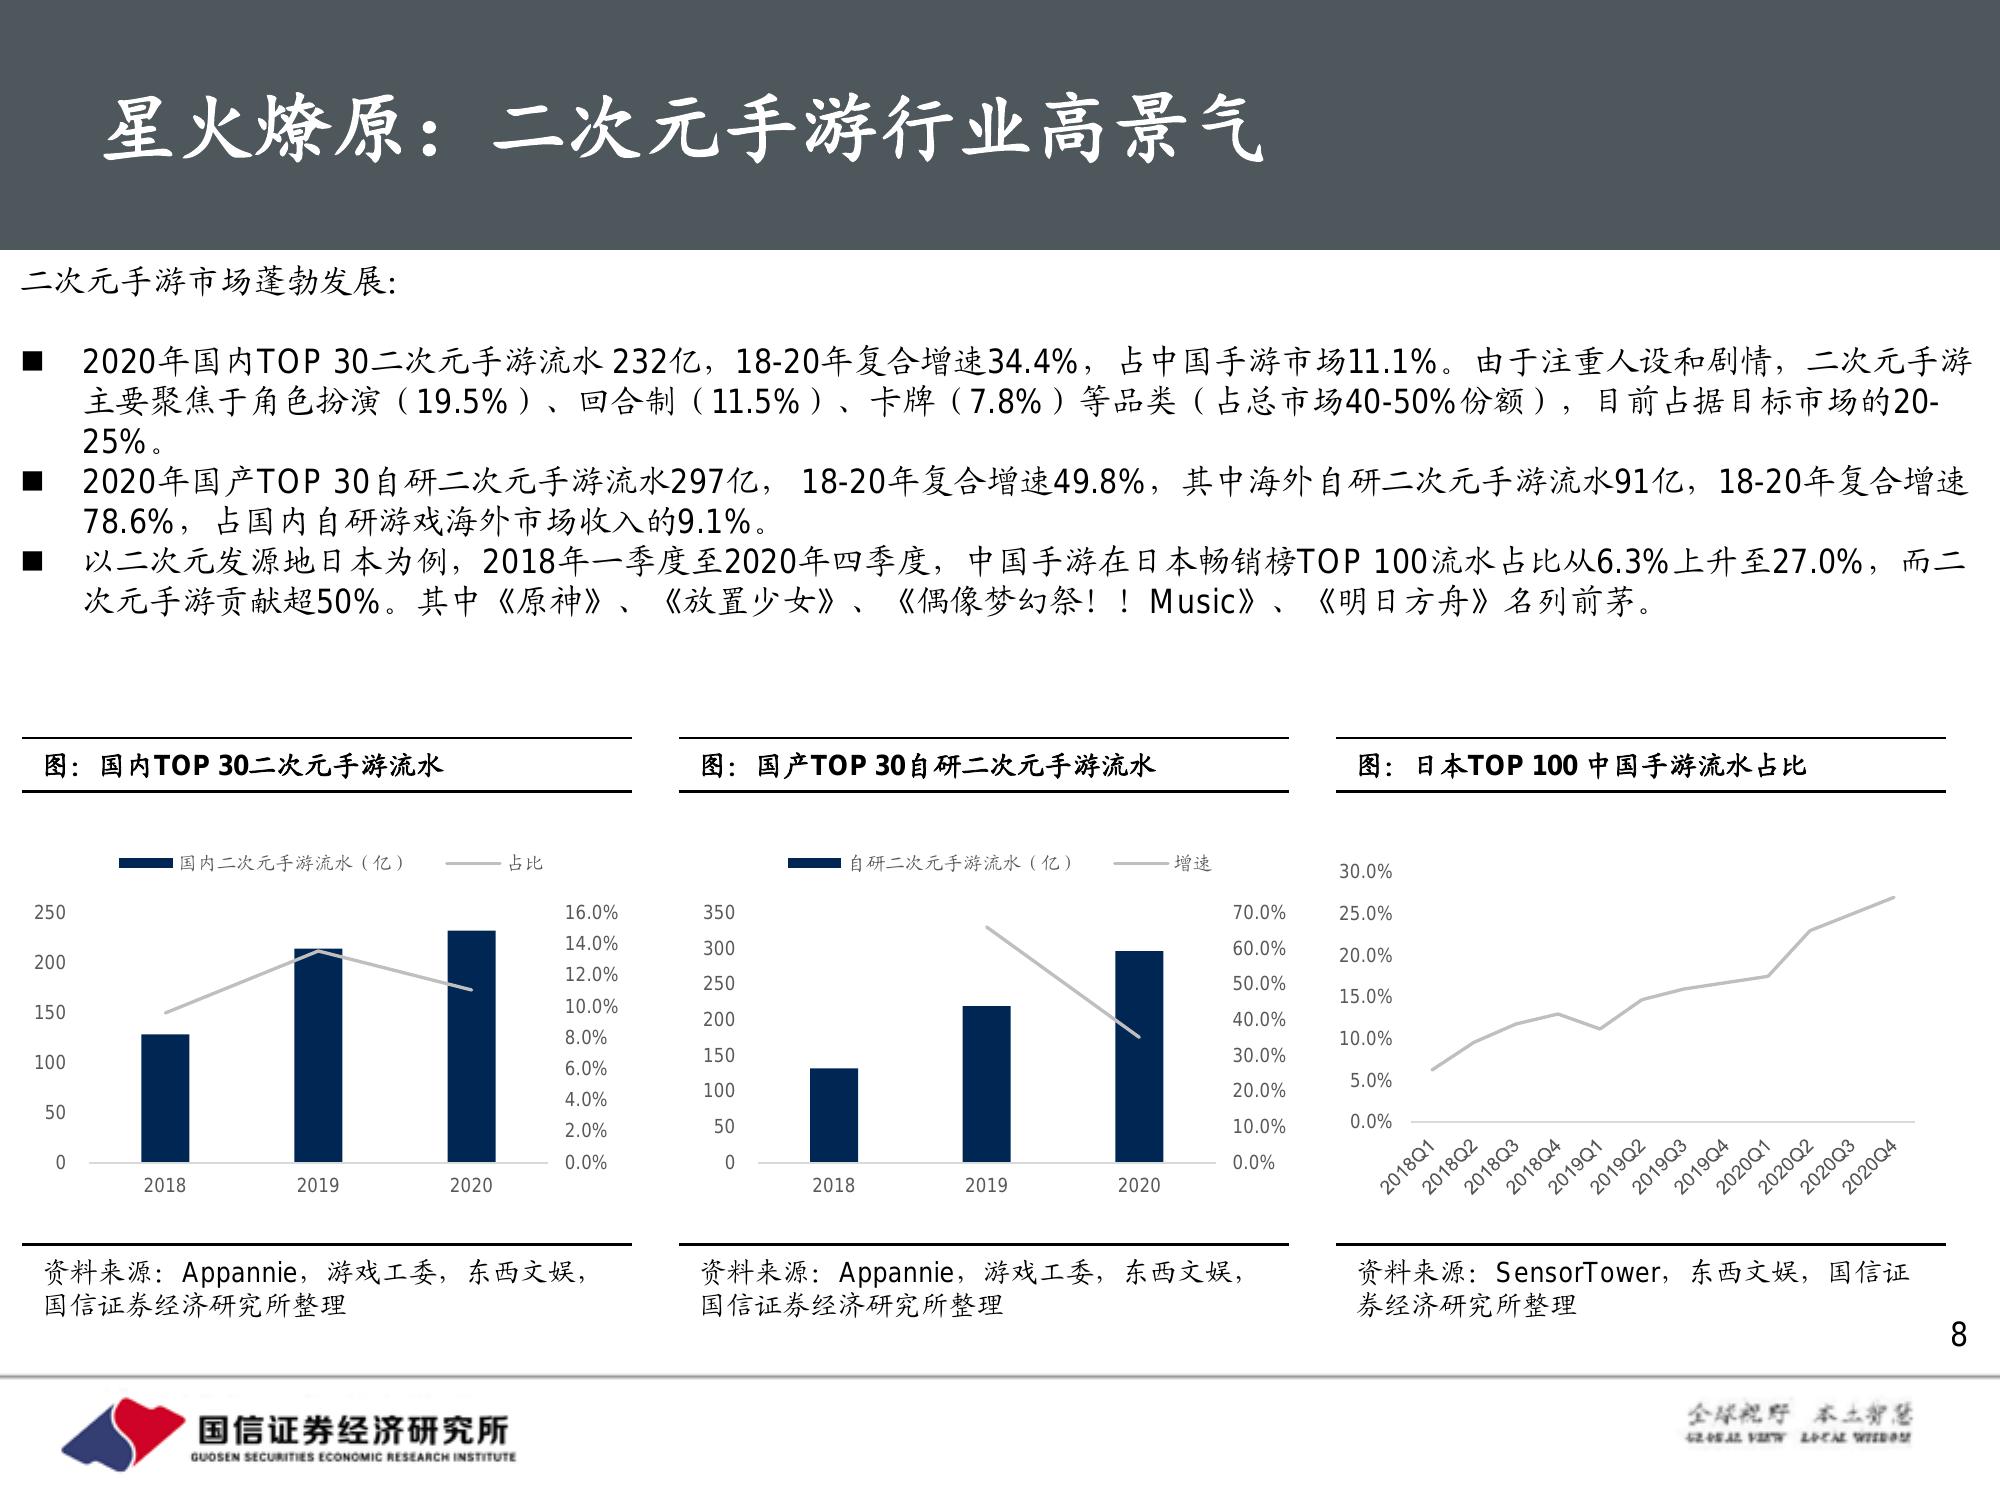 星火燎原：二次元手游行业高景气
二次元手游市场蓬勃发展：
■ 2020年国内TOP 30二次元手游流水 232亿，18-20年复合增速34.4%，占中国手游市场11.1%。由于注重人设和剧情，二次元手游
主要聚焦于角色扮演（19.5%）、回合制（11.5%）、卡牌（7.8%）等品类（占总市场40-50%份额），目前占据目标市场的20-
25%。
■ 2020年国产TOP 30自研二次元手游流水297亿， 18-20年复合增速49.8%，其中海外自研二次元手游流水91亿，18-20年复合增速
78.6%，占国内自研游戏海外市场收入的9.1%。
■ 以二次元发源地日本为例，2018年一季度至2020年四季度，中国手游在日本畅销榜TOP 100流水占比从6.3%上升至27.0%，而二
次元手游贡献超50%。其中《原神》、《放置少女》、《偶像梦幻祭！！Music》、《明日方舟》名列前茅。
图：国内TOP 30二次元手游流水
国内二次元手游流水（亿） 占比
250
200
150
100
50
0
16.0%
14.0%
12.0%
10.0%
8.0%
6.0%
4.0%
2.0%
0.0%
2018 2019 2020
资料来源：Appannie，游戏工委，东西文娱，
国信证券经济研究所整理
图：国产TOP 30自研二次元手游流水
自研二次元手游流水（亿） 增速
350
300
250
200
150
100
50
0
70.0%
60.0%
50.0%
40.0%
30.0%
20.0%
10.0%
0.0%
2018 2019 2020
资料来源：Appannie，游戏工委，东西文娱，
国信证券经济研究所整理
图：日本TOP 100 中国手游流水占比
30.0%
25.0%
20.0%
15.0%
10.0%
5.0%
0.0%
2018Q1 2018Q2 2018Q3 2018Q4 2019Q1 2019Q2 2019Q3 2019Q4 2020Q1 2020Q2 2020Q3 2020Q4
资料来源：SensorTower，东西文娱，国信证
券经济研究所整理
8
国信证券经济研究所
GUOSEN SECURITIES ECONOMIC RESEARCH INSTITUTE
全球视野 本土智慧
GLOBAL VIEW LOCAL WISDOM